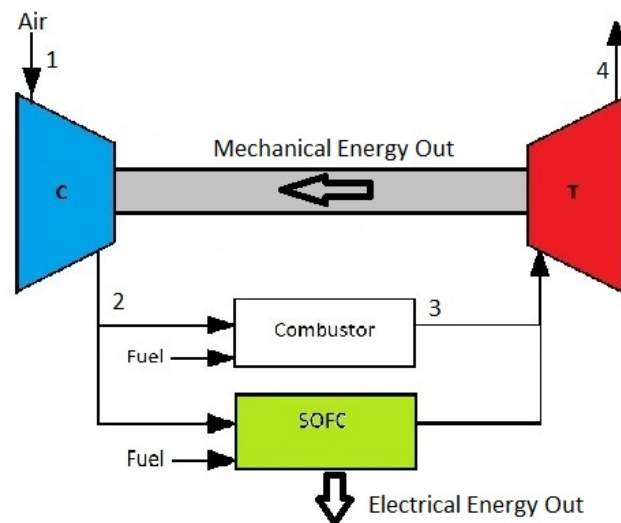 Air
1
4
Mechanical Energy Out
C
T
2
3
Combustor
Fuel
SOFC
Fuel
Electrical Energy Out